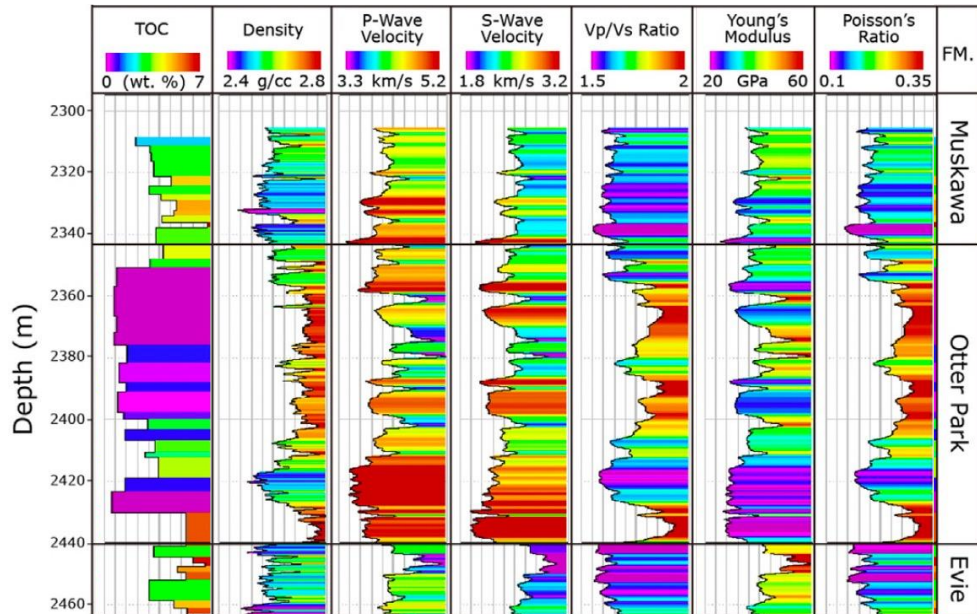 TOC
0 (wt. %) 7
Density
2.4 g/cc 2.8
P-Wave
Velocity
3.3 km/s 5.2
S-Wave
Velocity
1.8 km/s 3.2
Vp/Vs Ratio
1.5 2
Young's
Modulus
20 GPa 60
Poisson's
Ratio
0.1 0.35
FM.
Depth (m)
2300
2320
2340
2360
2380
2400
2420
2440
2460
Muskawa
Otter Park
Evie